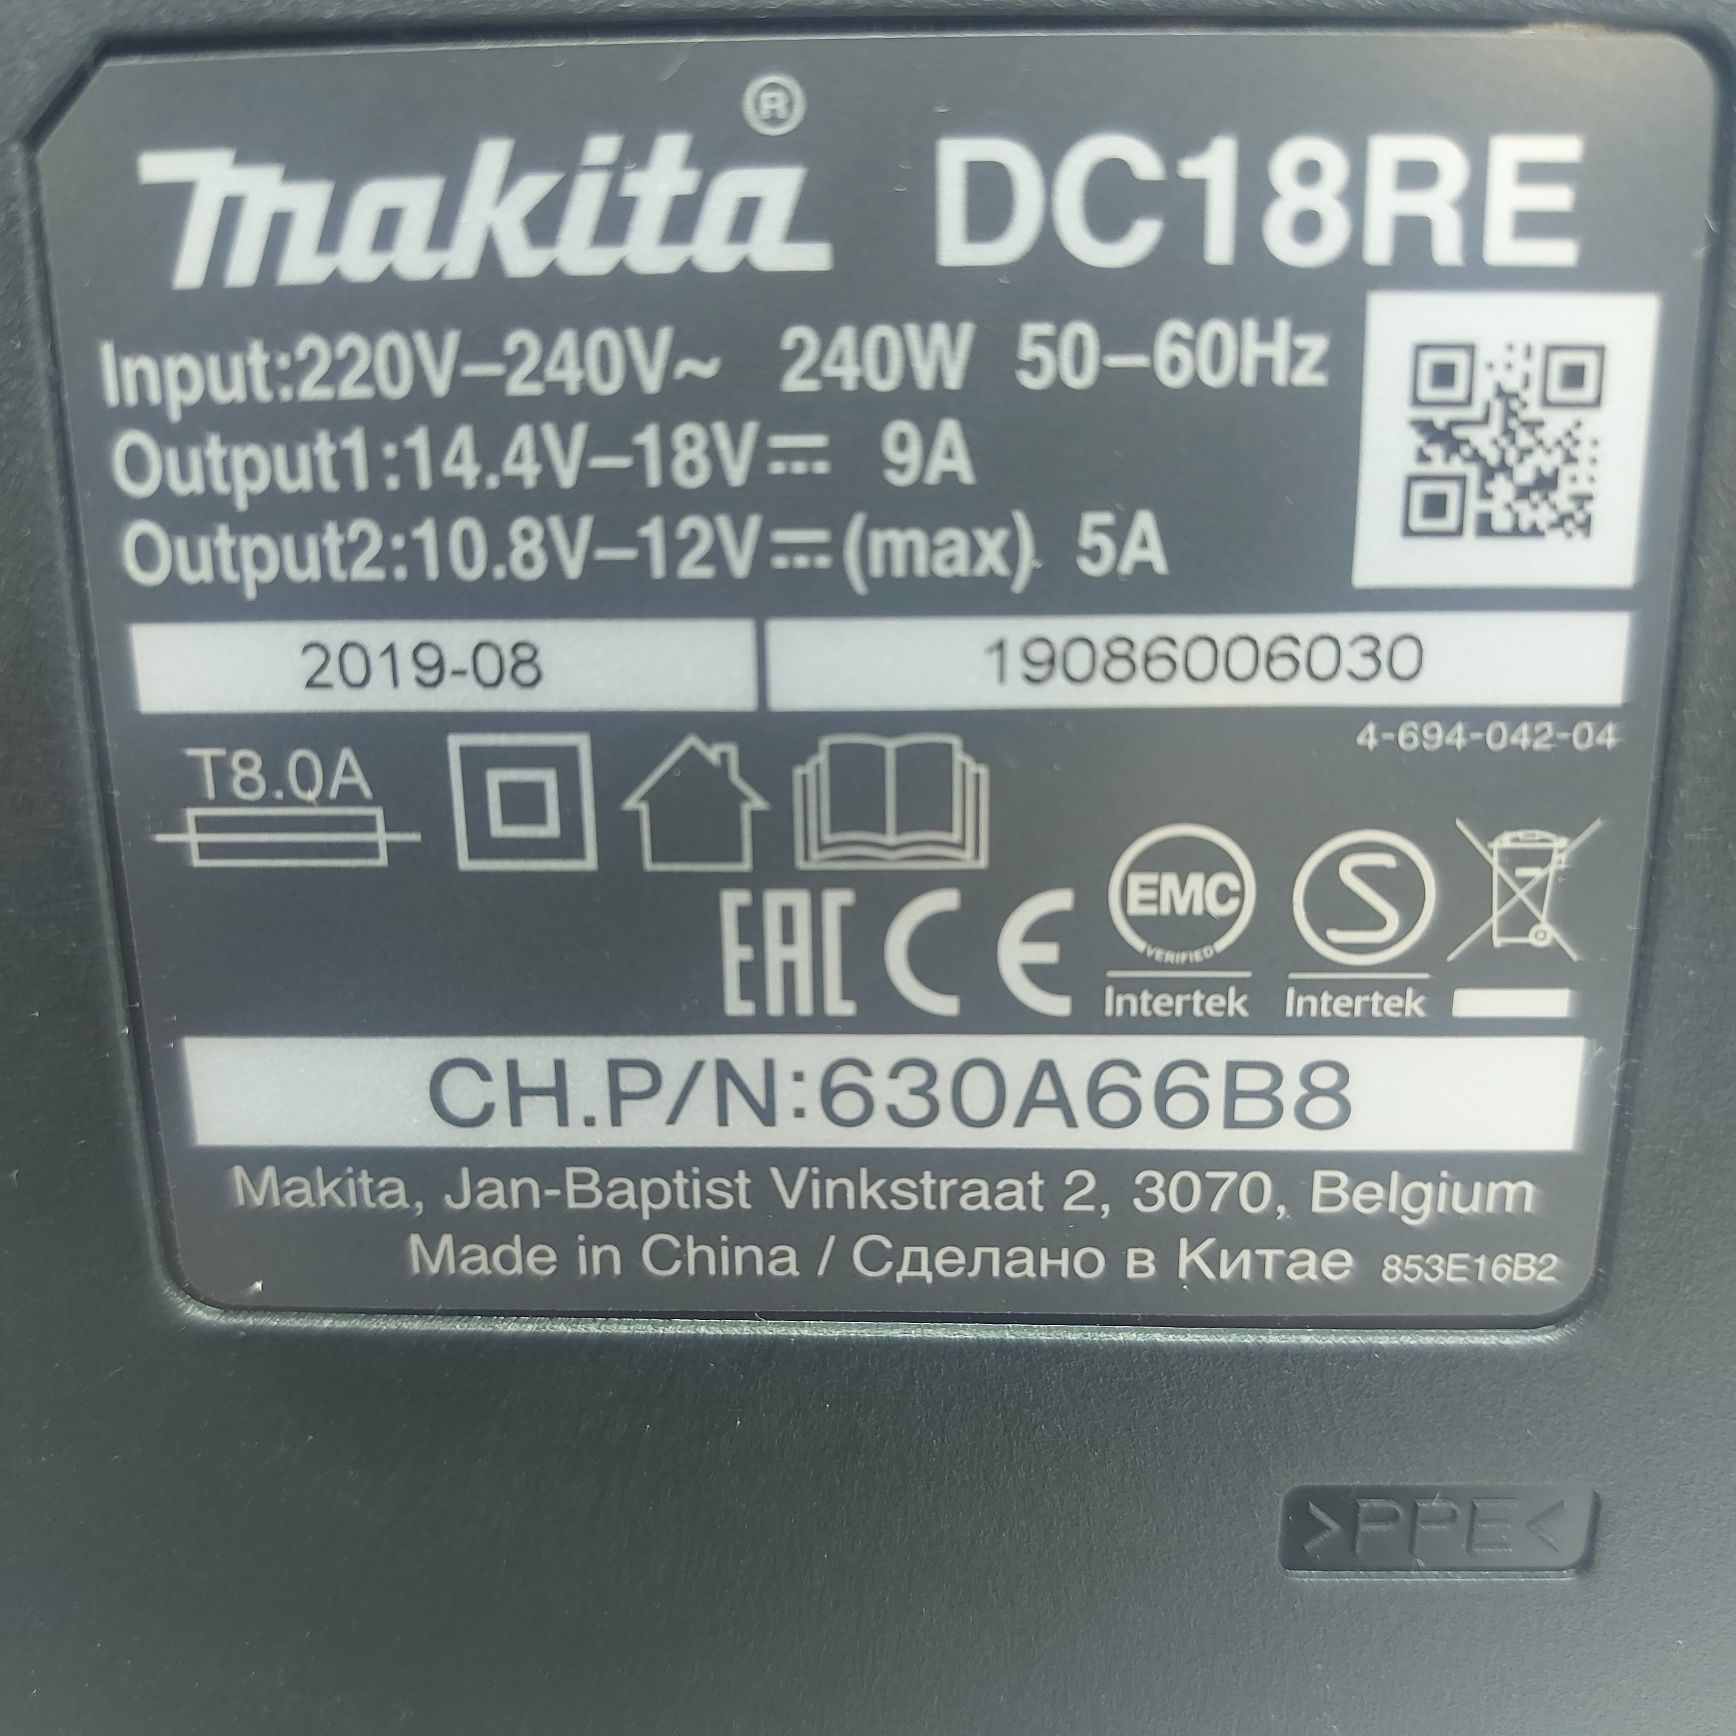 makita® DC18RE
Input:220V–240V~ 240W 50–60Hz
Output1:14.4V–18V⎓ 9A
Output2:10.8V–12V⎓(max) 5A
2019-08 19086006030
4-694-042-04
T8.0A
EAC CE EMC VERIFIED Intertek S Intertek
CH.P/N:630A66B8
Makita, Jan-Baptist Vinkstraat 2, 3070, Belgium
Made in China / Сделано в Китае 853E16B2
>PPE<